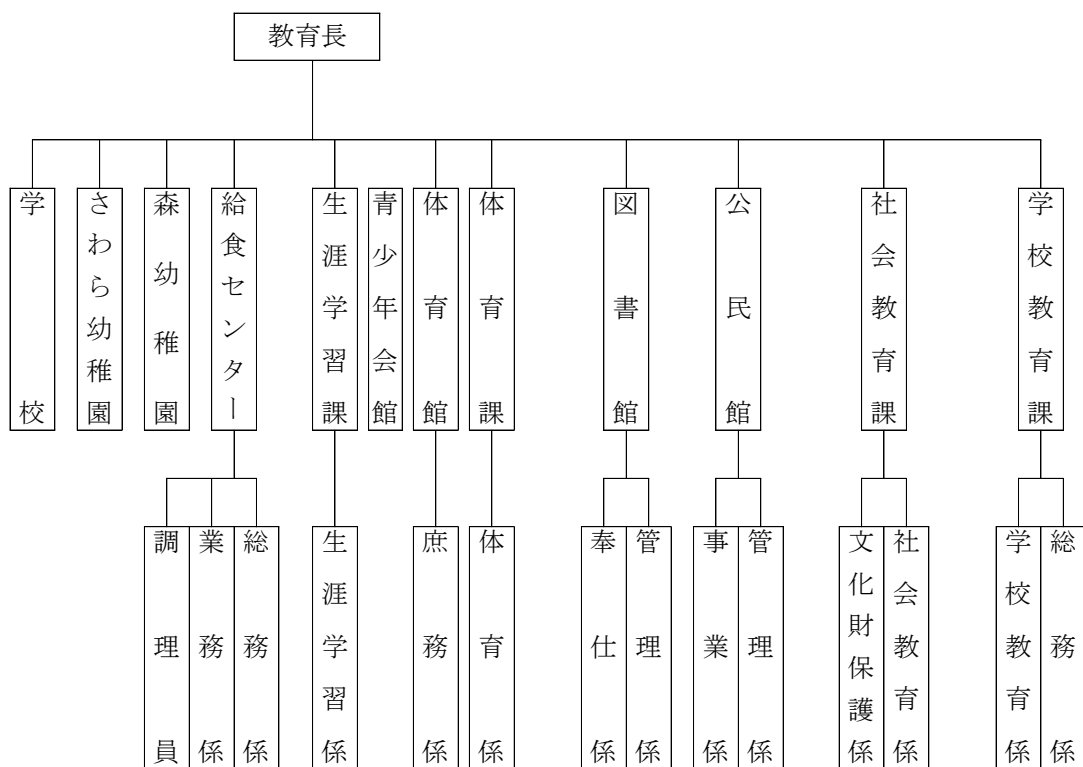 教育長
学校教育課
社会教育課
公民館
図書館
体育課
体育館
青少年会館
生涯学習課
給食センター
森幼稚園
さわら幼稚園
学校
総務係
学校教育係
社会教育係
文化財保護係
管理係
事業係
管理係
奉仕係
体育係
庶務係
生涯学習係
総務係
業務係
調理員